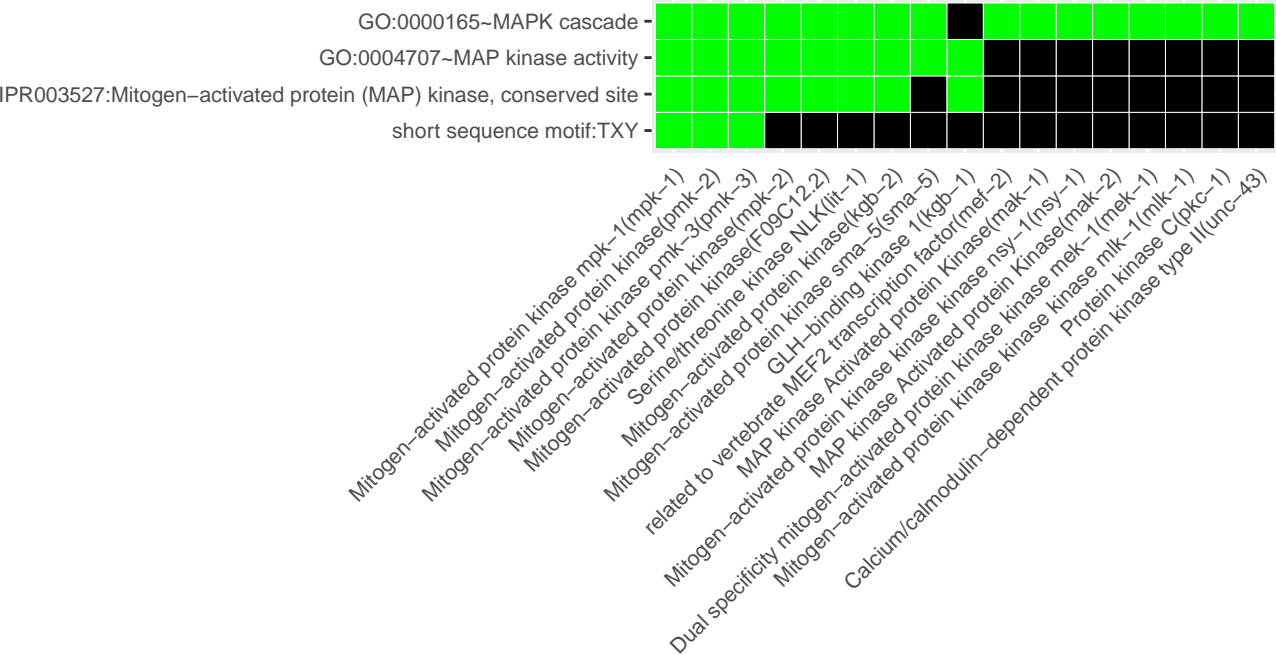 GO:0000165~MAPK cascade
GO:0004707~MAP kinase activity
IPR003527:Mitogen−activated protein (MAP) kinase, conserved site
short sequence motif:TXY
Mitogen−activated protein kinase mpk−1(mpk−1)
Mitogen−activated protein kinase(pmk−2)
Mitogen−activated protein kinase pmk−3(pmk−3)
Mitogen−activated protein kinase(mpk−2)
Mitogen−activated protein kinase(F09C12.2)
Serine/threonine kinase NLK(lit−1)
Mitogen−activated protein kinase(kgb−2)
Mitogen−activated protein kinase sma−5(sma−5)
GLH−binding kinase 1(kgb−1)
related to vertebrate MEF2 transcription factor(mef−2)
MAP kinase Activated protein Kinase(mak−1)
Mitogen−activated protein kinase kinase kinase nsy−1(nsy−1)
MAP kinase Activated protein Kinase(mak−2)
Dual specificity mitogen−activated protein kinase kinase mek−1(mek−1)
Mitogen−activated protein kinase kinase kinase mlk−1(mlk−1)
Protein kinase C(pkc−1)
Calcium/calmodulin−dependent protein kinase type II(unc−43)